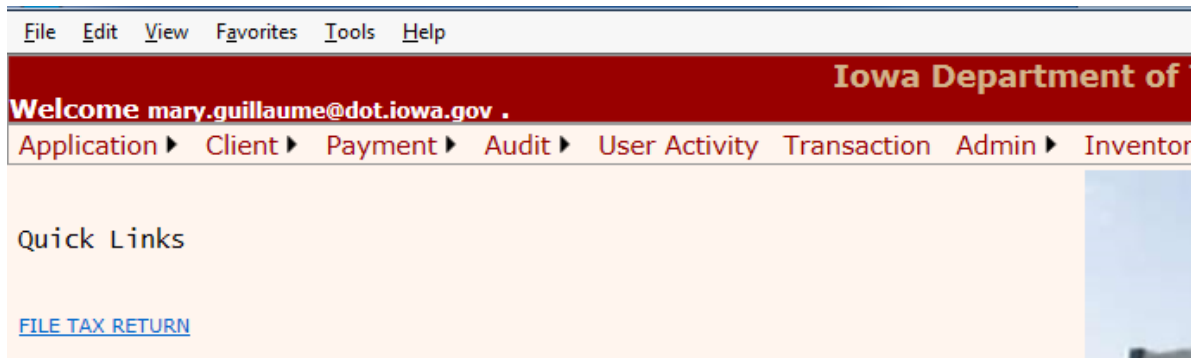 File Edit View Favorites Tools Help
Iowa Department of
Welcome mary.guillaume@dot.iowa.gov .
Application Client Payment Audit User Activity Transaction Admin Inventor
Quick Links
FILE TAX RETURN